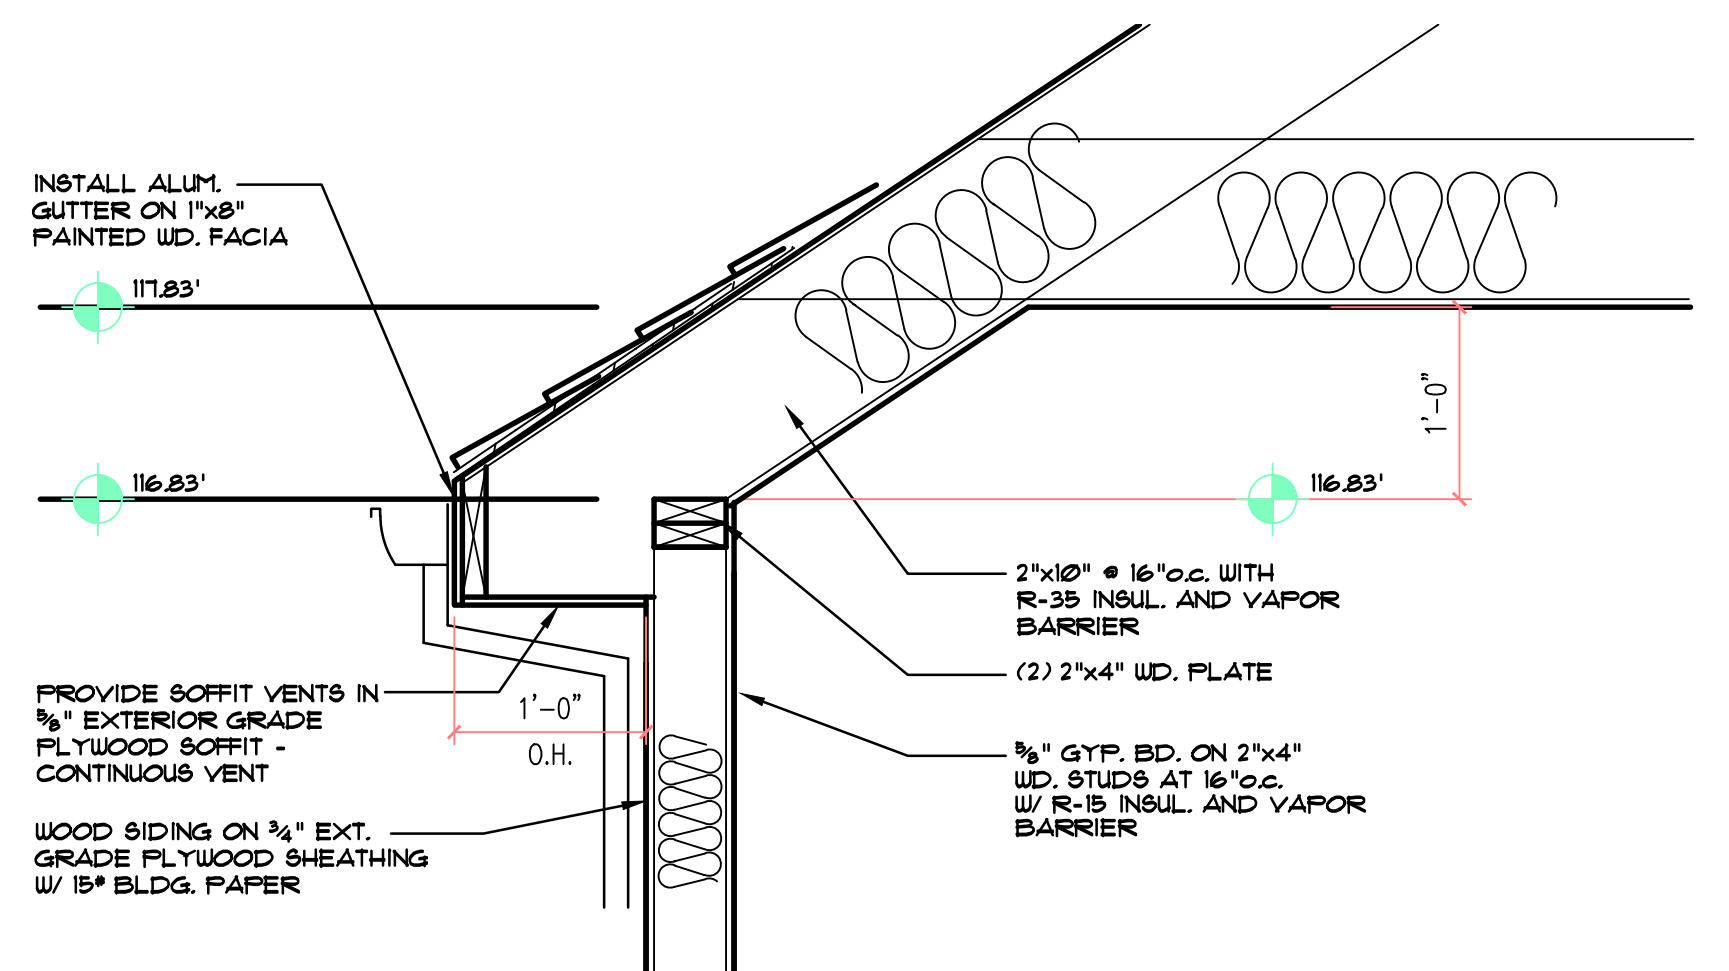 INSTALL ALUM.
GUTTER ON 1"x8"
PAINTED WD. FACIA
117.83'
116.83'
PROVIDE SOFFIT VENTS IN
5/8" EXTERIOR GRADE
PLYWOOD SOFFIT -
CONTINUOUS VENT
WOOD SIDING ON 3/4" EXT.
GRADE PLYWOOD SHEATHING
W/ 15# BLDG. PAPER
1'-0"
O.H.
1'-0"
116.83'
2"x10" @ 16"o.c. WITH
R-35 INSUL. AND VAPOR
BARRIER
(2) 2"x4" WD. PLATE
5/8" GYP. BD. ON 2"x4"
WD. STUDS AT 16"o.c.
W/ R-15 INSUL. AND VAPOR
BARRIER